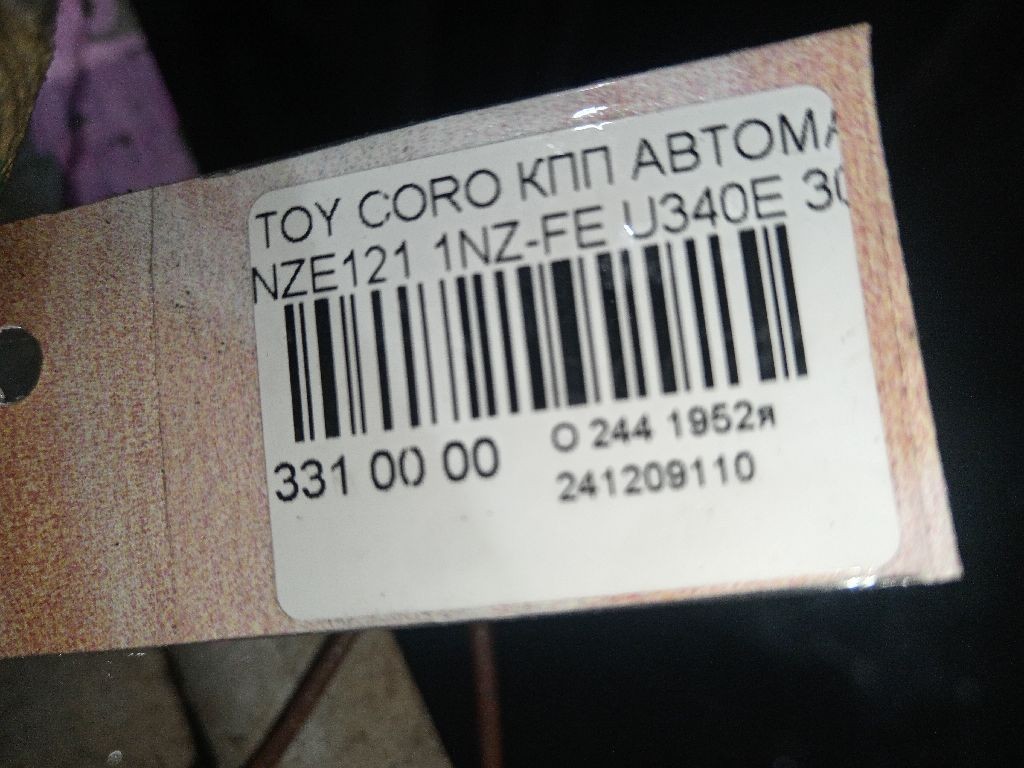 TOY CORO КПП АВТОМА
NZE121 1NZ-FE U340E 30
331 00 00
О 244 1952я
241209110